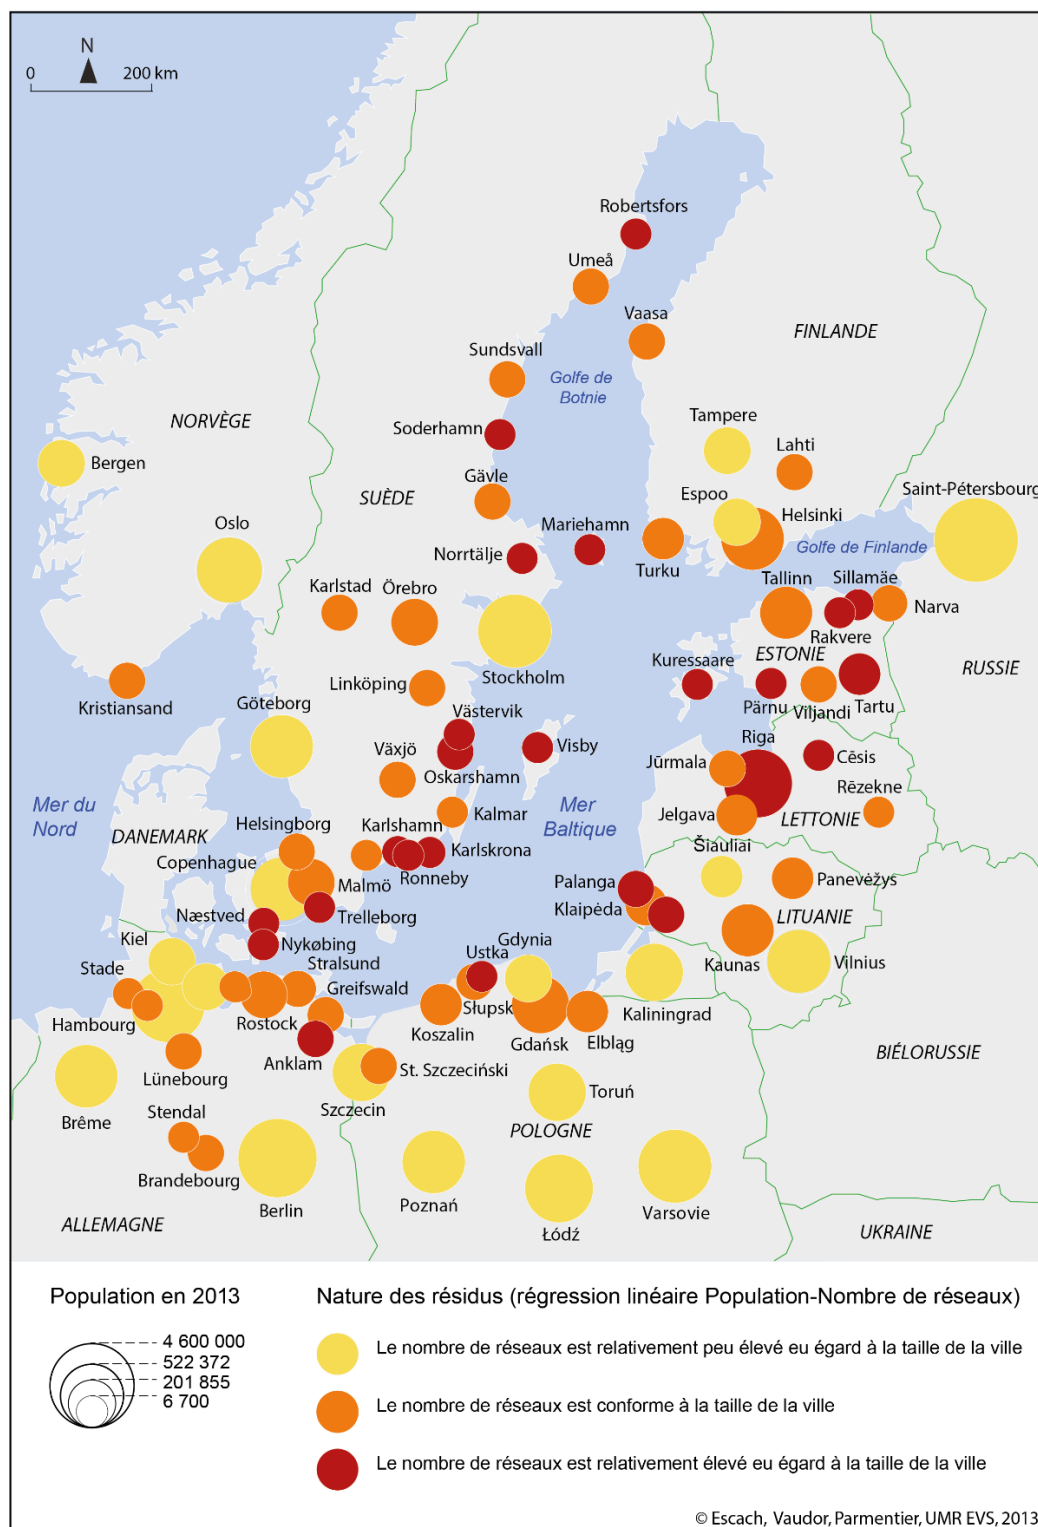 N
0 200 km
Robertsfors
Umeå
Vaasa
FINLANDE
Sundsvall
Golfe de
Botnie
NORVÈGE
Tampere
Soderhamn
Lahti
Bergen
SUÈDE
Gävle
Espoo
Saint-Pétersbourg
Helsinki
Oslo
Mariehamn
Norrtälje
Golfe de Finlande
Turku
Karlstad
Örebro
Tallinn
Sillamäe
Narva
Rakvere
ESTONIE
Kuressaare
RUSSIE
Stockholm
Linköping
Kristiansand
Göteborg
Pärnu
Viljandi
Tartu
Västervik
Växjö
Visby
Riga
Oskarshamn
Jūrmala
Cēsis
Rēzekne
Mer du
Nord
Mer
Baltique
Kalmar
Jelgava
LETTONIE
DANEMARK
Helsingborg
Karlshamn
Karlskrona
Šiauliai
Copenhague
Ronneby
Malmö
Palanga
Panevėžys
Trelleborg
Klaipėda
LITUANIE
Næstved
Nykøbing
Kiel
Gdynia
Ustka
Kaunas
Vilnius
Stade
Stralsund
Greifswald
Słupsk
Kaliningrad
Hambourg
Rostock
Koszalin
Gdańsk
Elbląg
Anklam
BIÉLORUSSIE
Lünebourg
St. Szczeciński
Szczecin
Toruń
Brême
Stendal
POLOGNE
Brandebourg
Berlin
Poznań
Varsovie
Łódź
ALLEMAGNE
UKRAINE
Population en 2013
4 600 000
522 372
201 855
6 700
Nature des résidus (régression linéaire Population-Nombre de réseaux)
Le nombre de réseaux est relativement peu élevé eu égard à la taille de la ville
Le nombre de réseaux est conforme à la taille de la ville
Le nombre de réseaux est relativement élevé eu égard à la taille de la ville
© Escach, Vaudor, Parmentier, UMR EVS, 2013